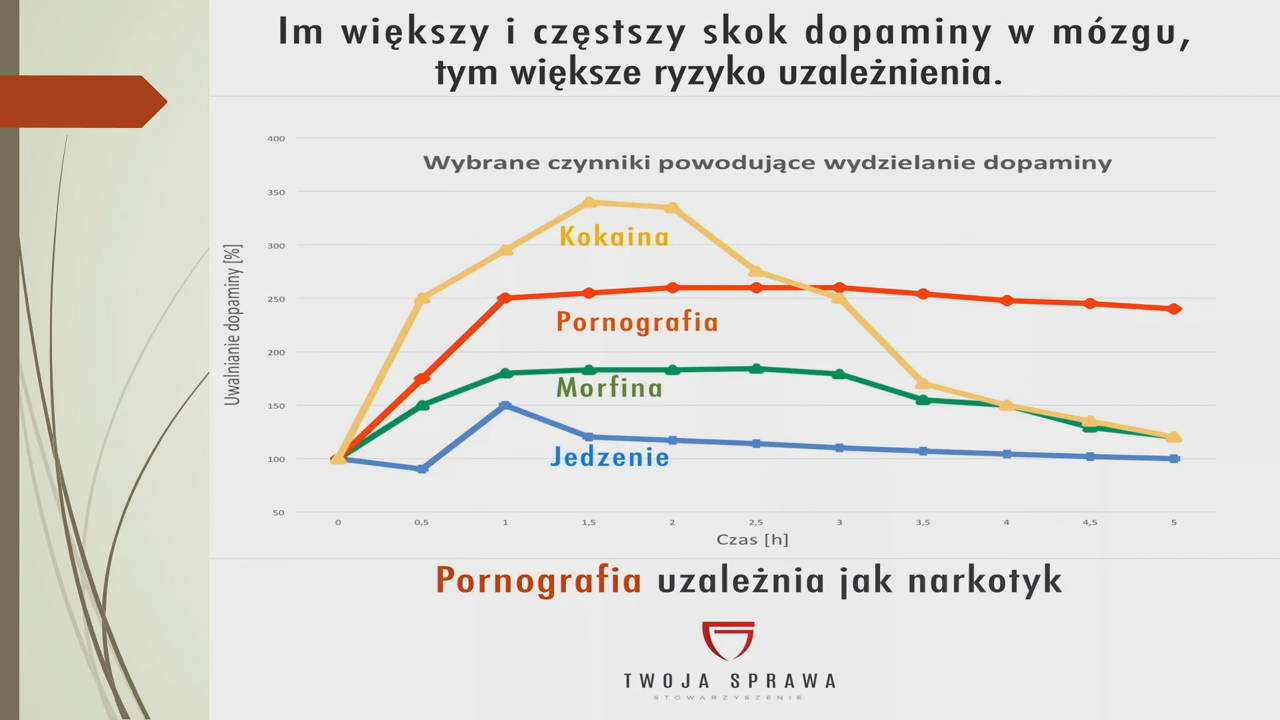 Im większy i częstszy skok dopaminy w mózgu,
tym większe ryzyko uzależnienia.
Wybrane czynniki powodujące wydzielanie dopaminy
Uwalnianie dopaminy [%]
400
350
300
250
200
150
100
50
Kokaina
Pornografia
Morfina
Jedzenie
0 0,5 1 1,5 2 2,5 3 3,5 4 4,5 5
Czas [h]
Pornografia uzależnia jak narkotyk
TWOJA SPRAWA
STOWARZYSZENIE